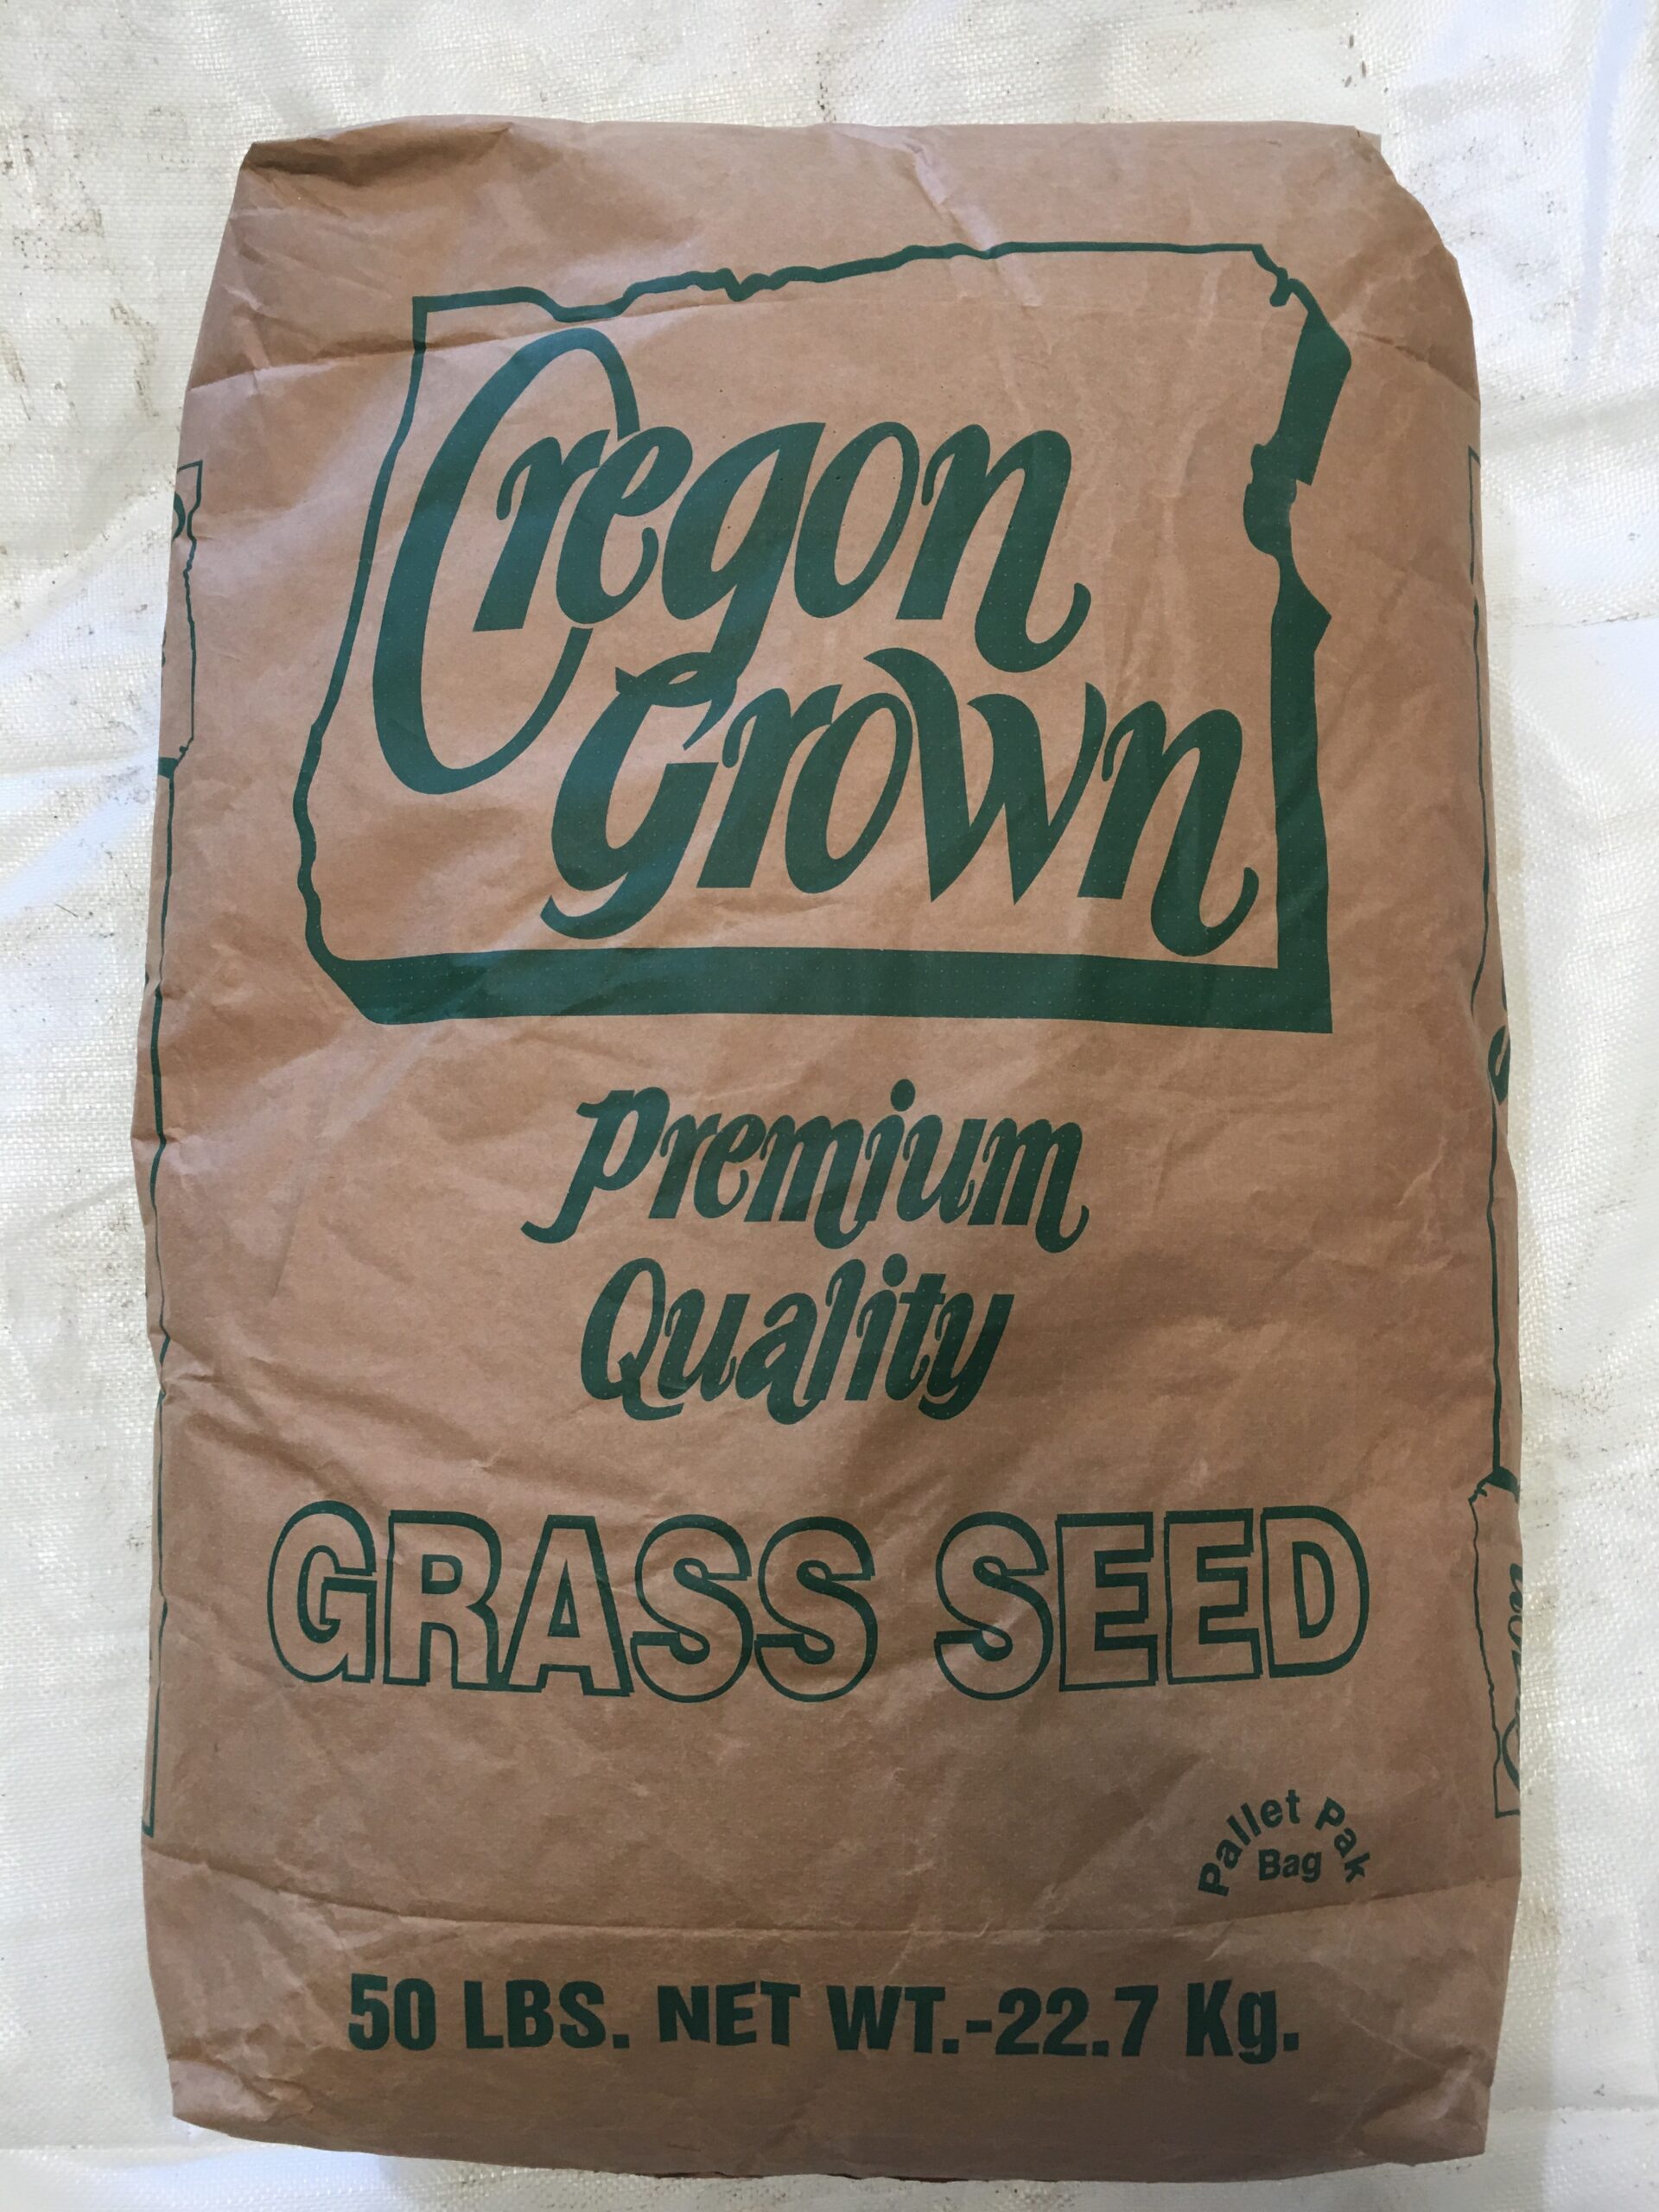 Oregon
Grown
Premium
Quality
GRASS SEED
Pallet Pak
Bag
50 LBS. NET WT.-22.7 Kg.